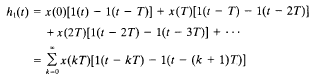 h₁(t) = x(0)[1(t) − 1(t − T)] + x(T)[1(t − T) − 1(t − 2T)]
+ x(2T)[1(t − 2T) − 1(t − 3T)] + ···
= ∞∑k=0 x(kT)[1(t − kT) − 1(t − (k + 1)T)]